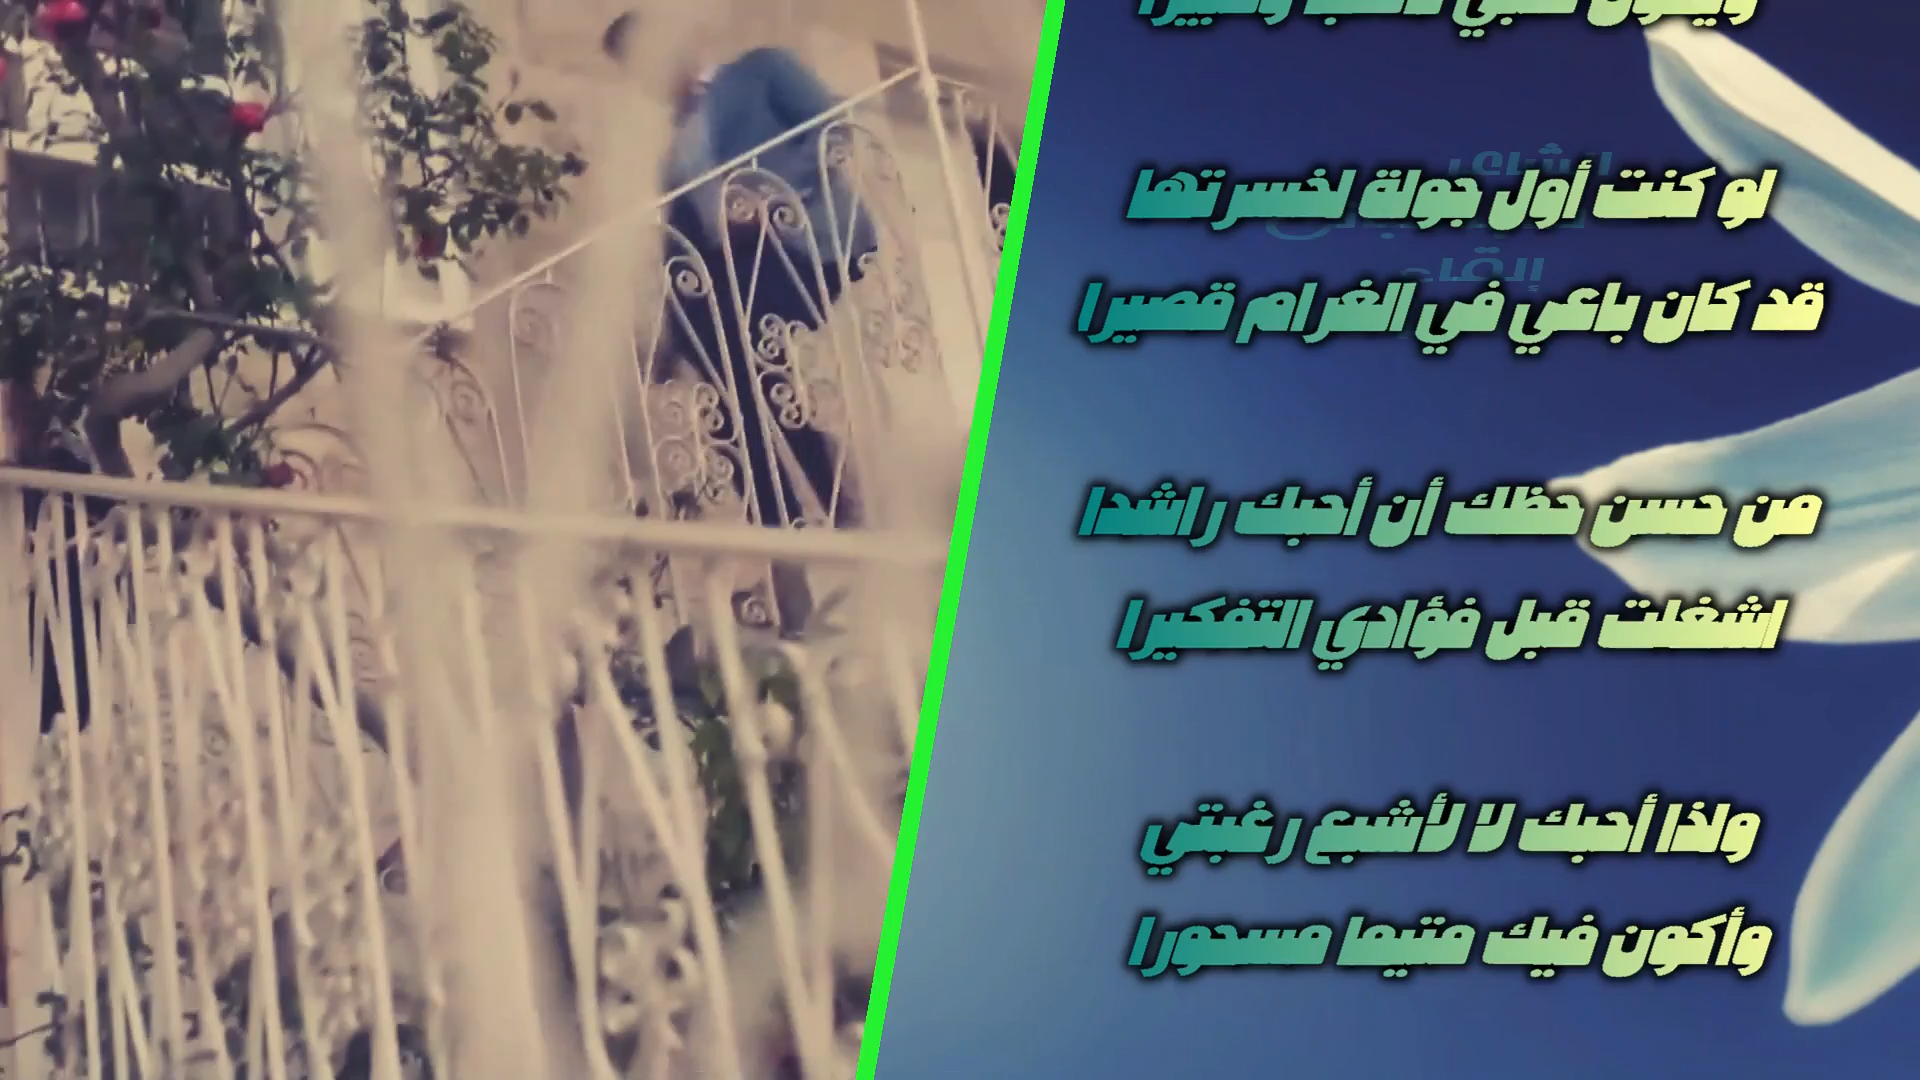 لو كنت أول جولة لخسرتها
قد كان باعي في الغرام قصيرا
من حسن حظك أن أحبك راشدا
اشغلت قبل فؤادي التفكيرا
ولذا أحبك لا لأشبع رغبتي
وأكون فيك متيما مسحورا